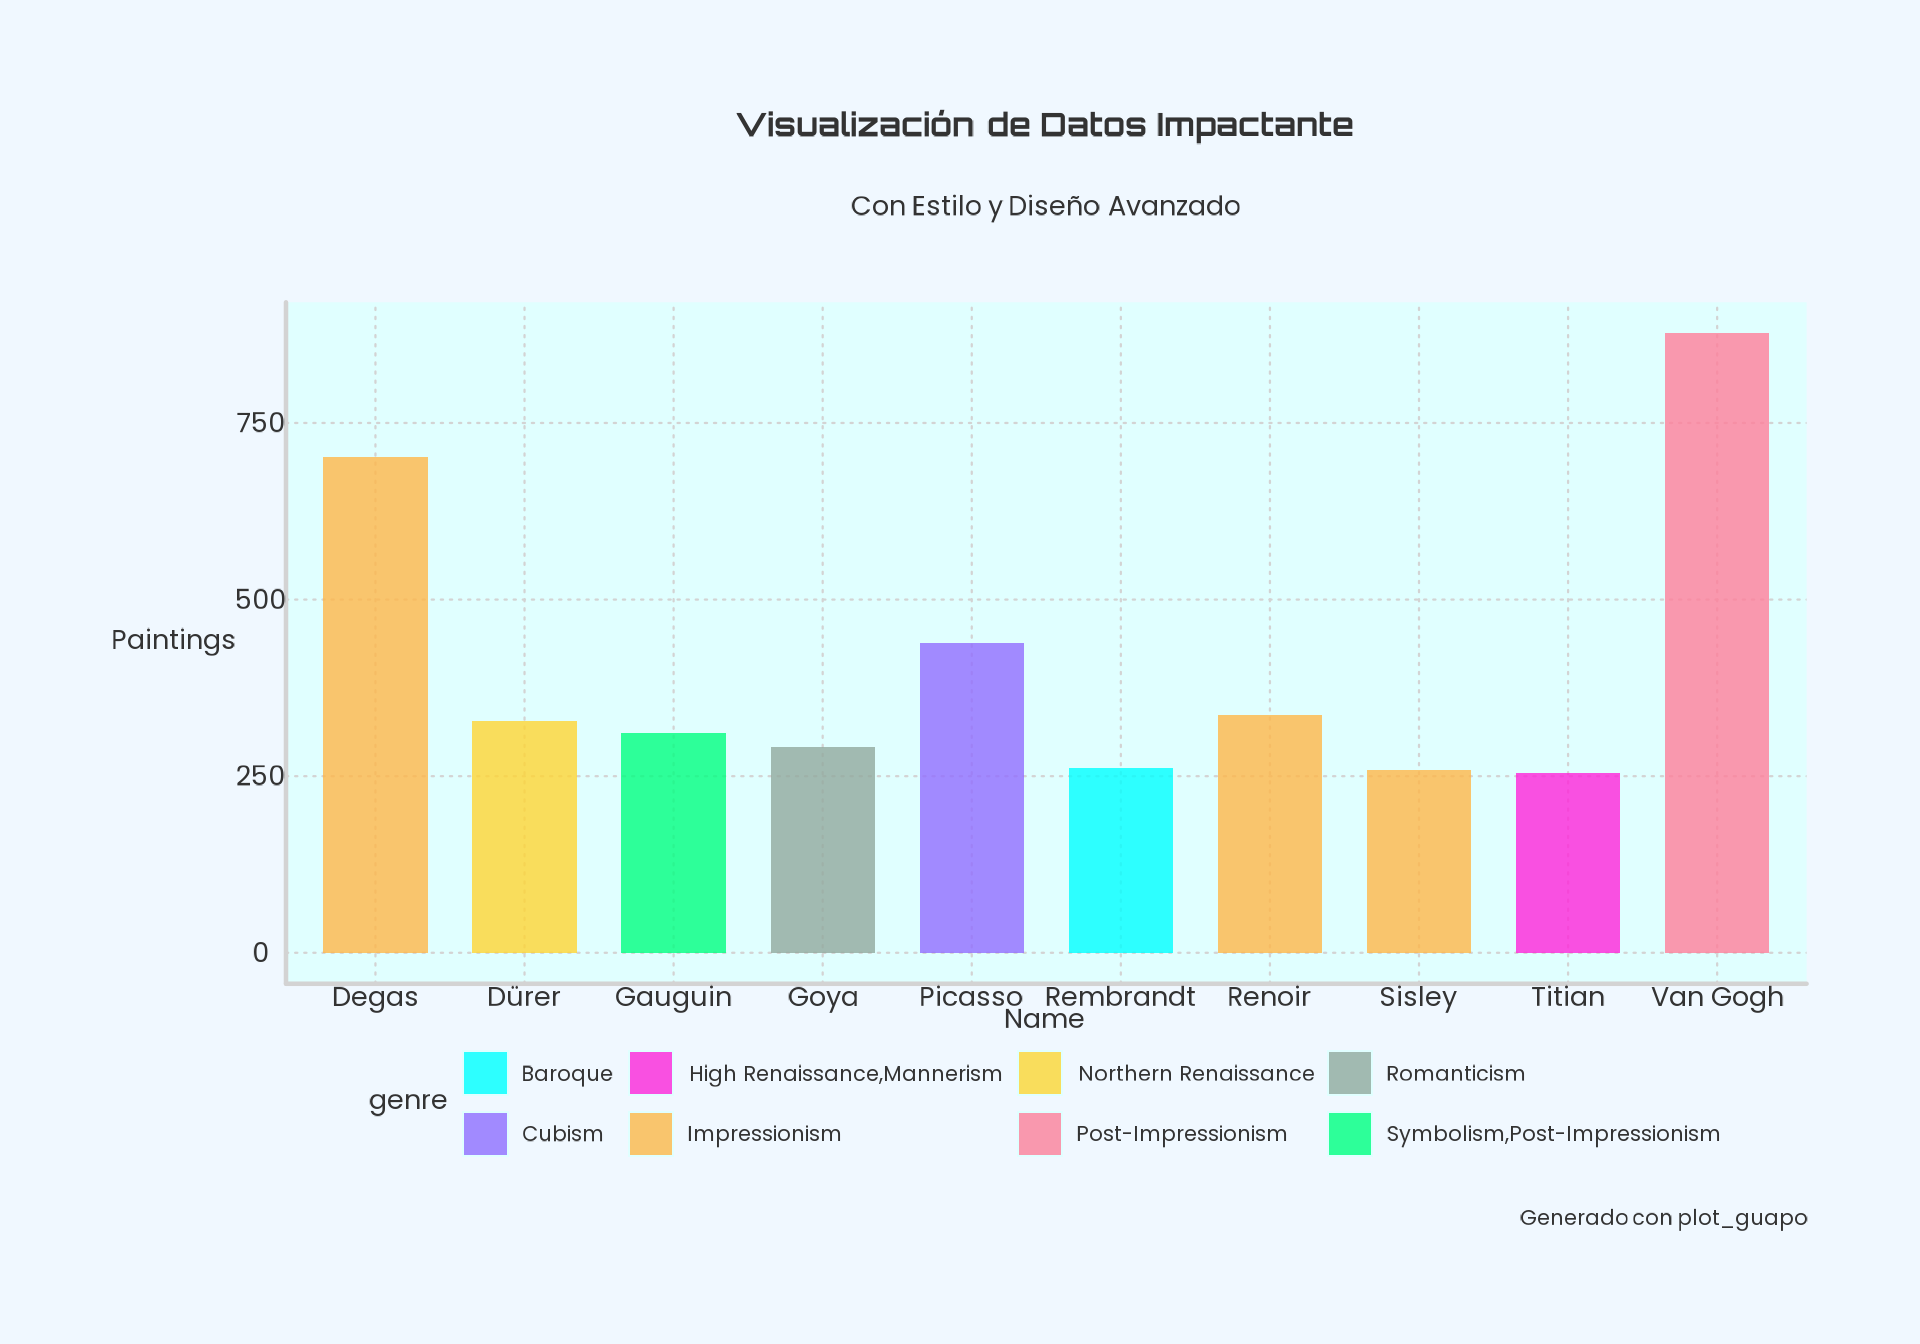 Visualización de Datos Impactante
Con Estilo y Diseño Avanzado
750
500
Paintings
250
0
Degas Dürer Gauguin Goya Picasso Rembrandt Renoir Sisley Titian Van Gogh
Name
genre
Baroque High Renaissance,Mannerism Northern Renaissance Romanticism
Cubism Impressionism Post-Impressionism Symbolism,Post-Impressionism
Generado con plot_guapo